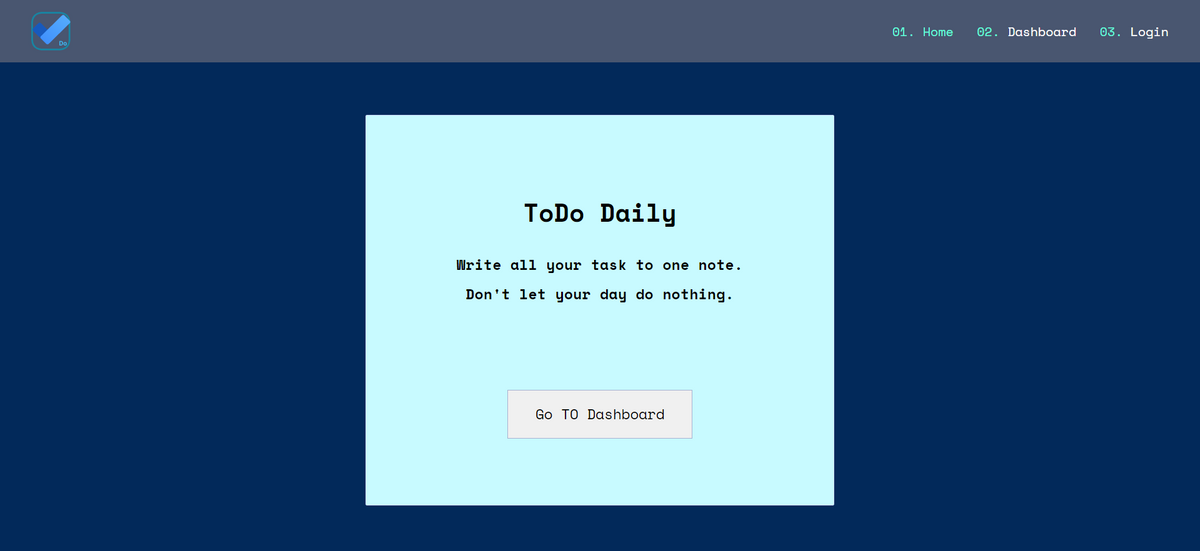 Do
01. Home 02. Dashboard 03. Login
ToDo Daily
Write all your task to one note.
Don't let your day do nothing.
Go TO Dashboard